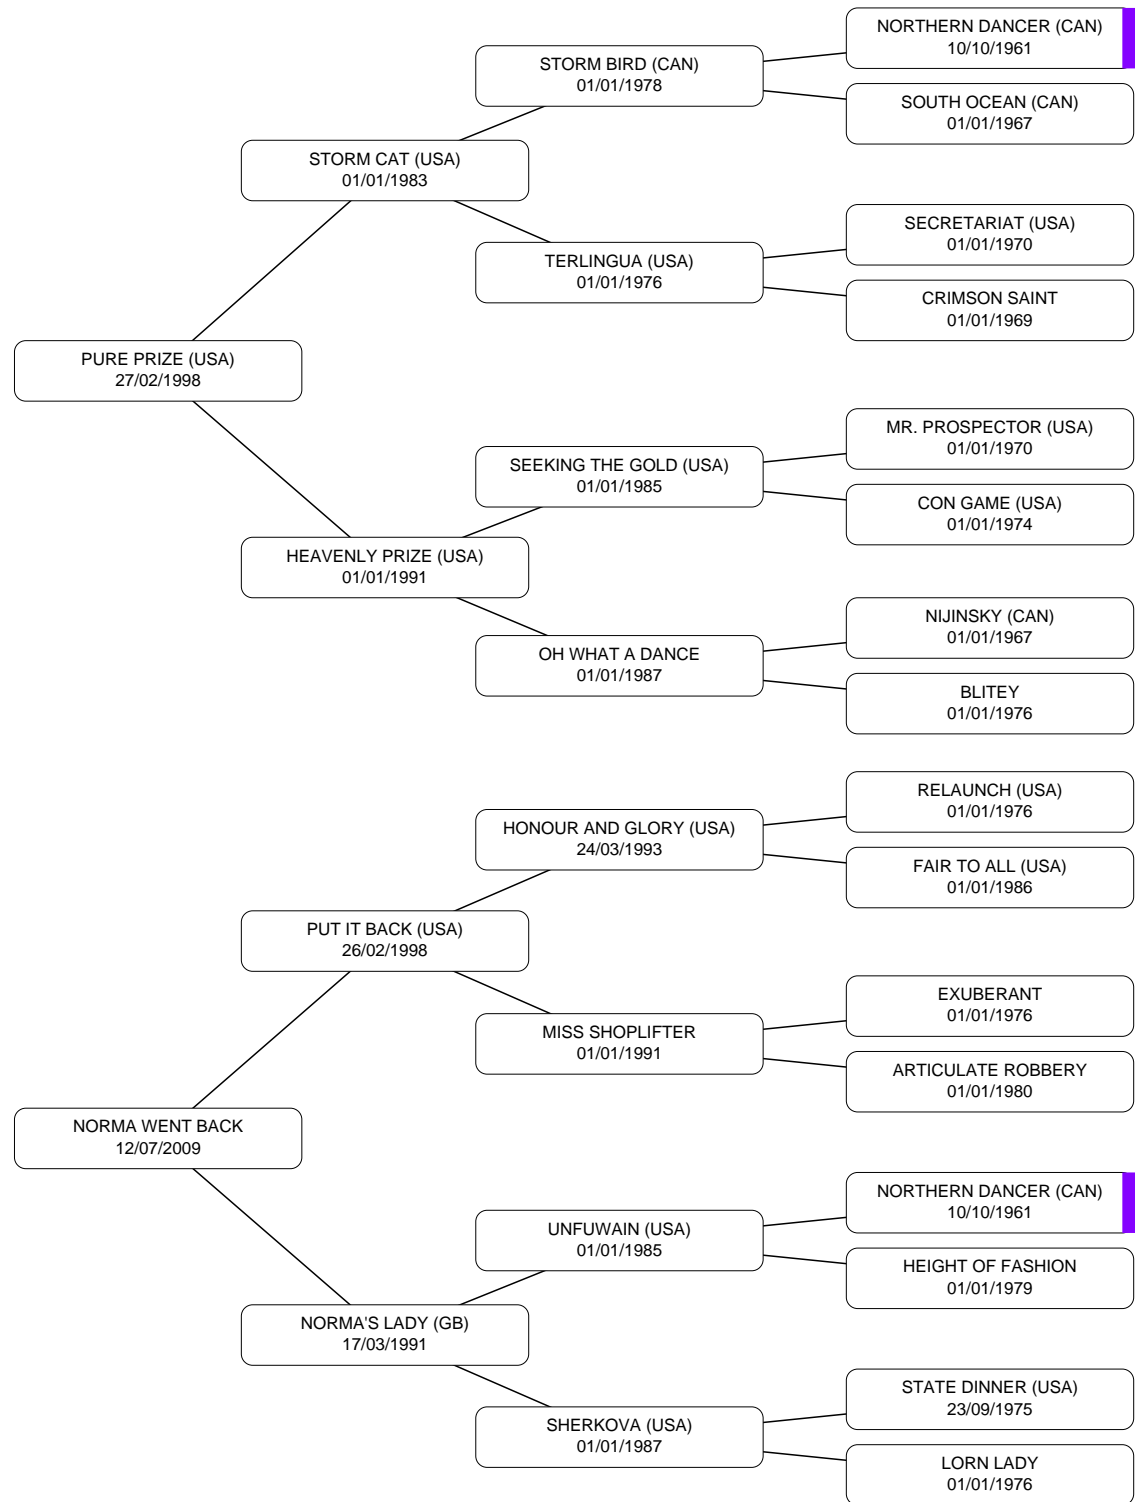 NORTHERN DANCER (CAN)
10/10/1961
STORM BIRD (CAN)
01/01/1978
SOUTH OCEAN (CAN)
01/01/1967
STORM CAT (USA)
01/01/1983
SECRETARIAT (USA)
01/01/1970
TERLINGUA (USA)
01/01/1976
CRIMSON SAINT
01/01/1969
PURE PRIZE (USA)
27/02/1998
MR. PROSPECTOR (USA)
01/01/1970
SEEKING THE GOLD (USA)
01/01/1985
CON GAME (USA)
01/01/1974
HEAVENLY PRIZE (USA)
01/01/1991
NIJINSKY (CAN)
01/01/1967
OH WHAT A DANCE
01/01/1987
BLITEY
01/01/1976
RELAUNCH (USA)
01/01/1976
HONOUR AND GLORY (USA)
24/03/1993
FAIR TO ALL (USA)
01/01/1986
PUT IT BACK (USA)
26/02/1998
EXUBERANT
01/01/1976
MISS SHOPLIFTER
01/01/1991
ARTICULATE ROBBERY
01/01/1980
NORMA WENT BACK
12/07/2009
NORTHERN DANCER (CAN)
10/10/1961
UNFUWAIN (USA)
01/01/1985
HEIGHT OF FASHION
01/01/1979
NORMA'S LADY (GB)
17/03/1991
STATE DINNER (USA)
23/09/1975
SHERKOVA (USA)
01/01/1987
LORN LADY
01/01/1976